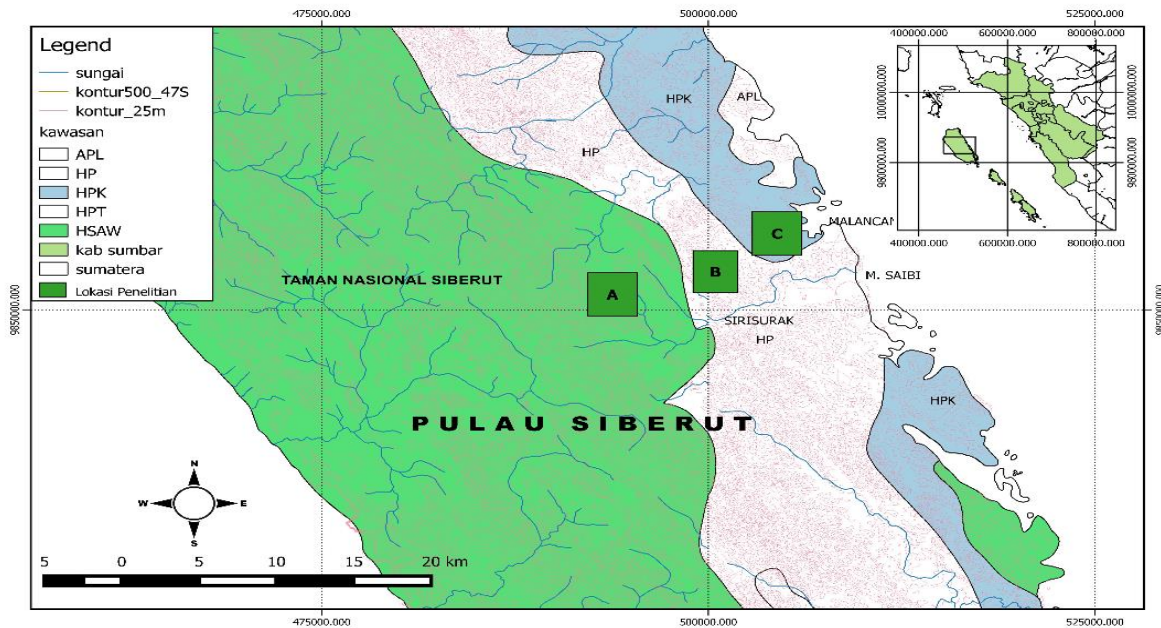 475000.000
500000.000
525000.000
Legend
sungai
kontur500_47S
kontur_25m
kawasan
APL
HP
HPK
HPT
HSAW
kab sumbar
sumatera
Lokasi Penelitian
HPK
APL
HP
400000.000 600000.000 800000.000
10000000.000
9800000.000
10000000.000
9800000.000
400000.000 600000.000 800000.000
C
MALANCAN
B
M. SAIBI
TAMAN NASIONAL SIBERUT
A
9850000.000
SIRISURAK
HP
HPK
PULAU SIBERUT
N
W E
S
5 0 5 10 15 20 km
475000.000
500000.000
525000.000